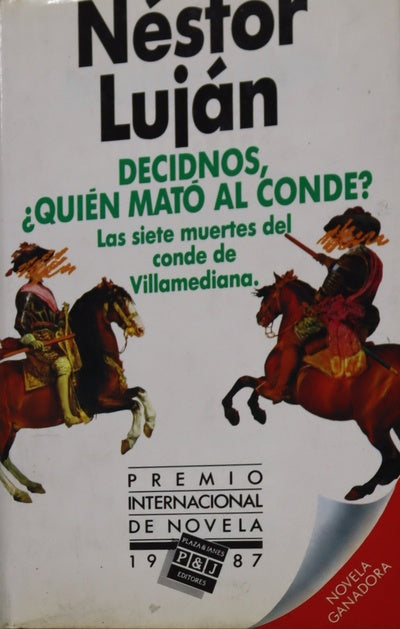 Néstor
Luján
DECIDNOS,
¿QUIÉN MATÓ AL CONDE?
Las siete muertes del
conde de
Villamediana.
PREMIO
INTERNACIONAL
DE NOVELA
19 87
PLAZA & JANES
P&J
EDITORES
NOVELA
GANADORA